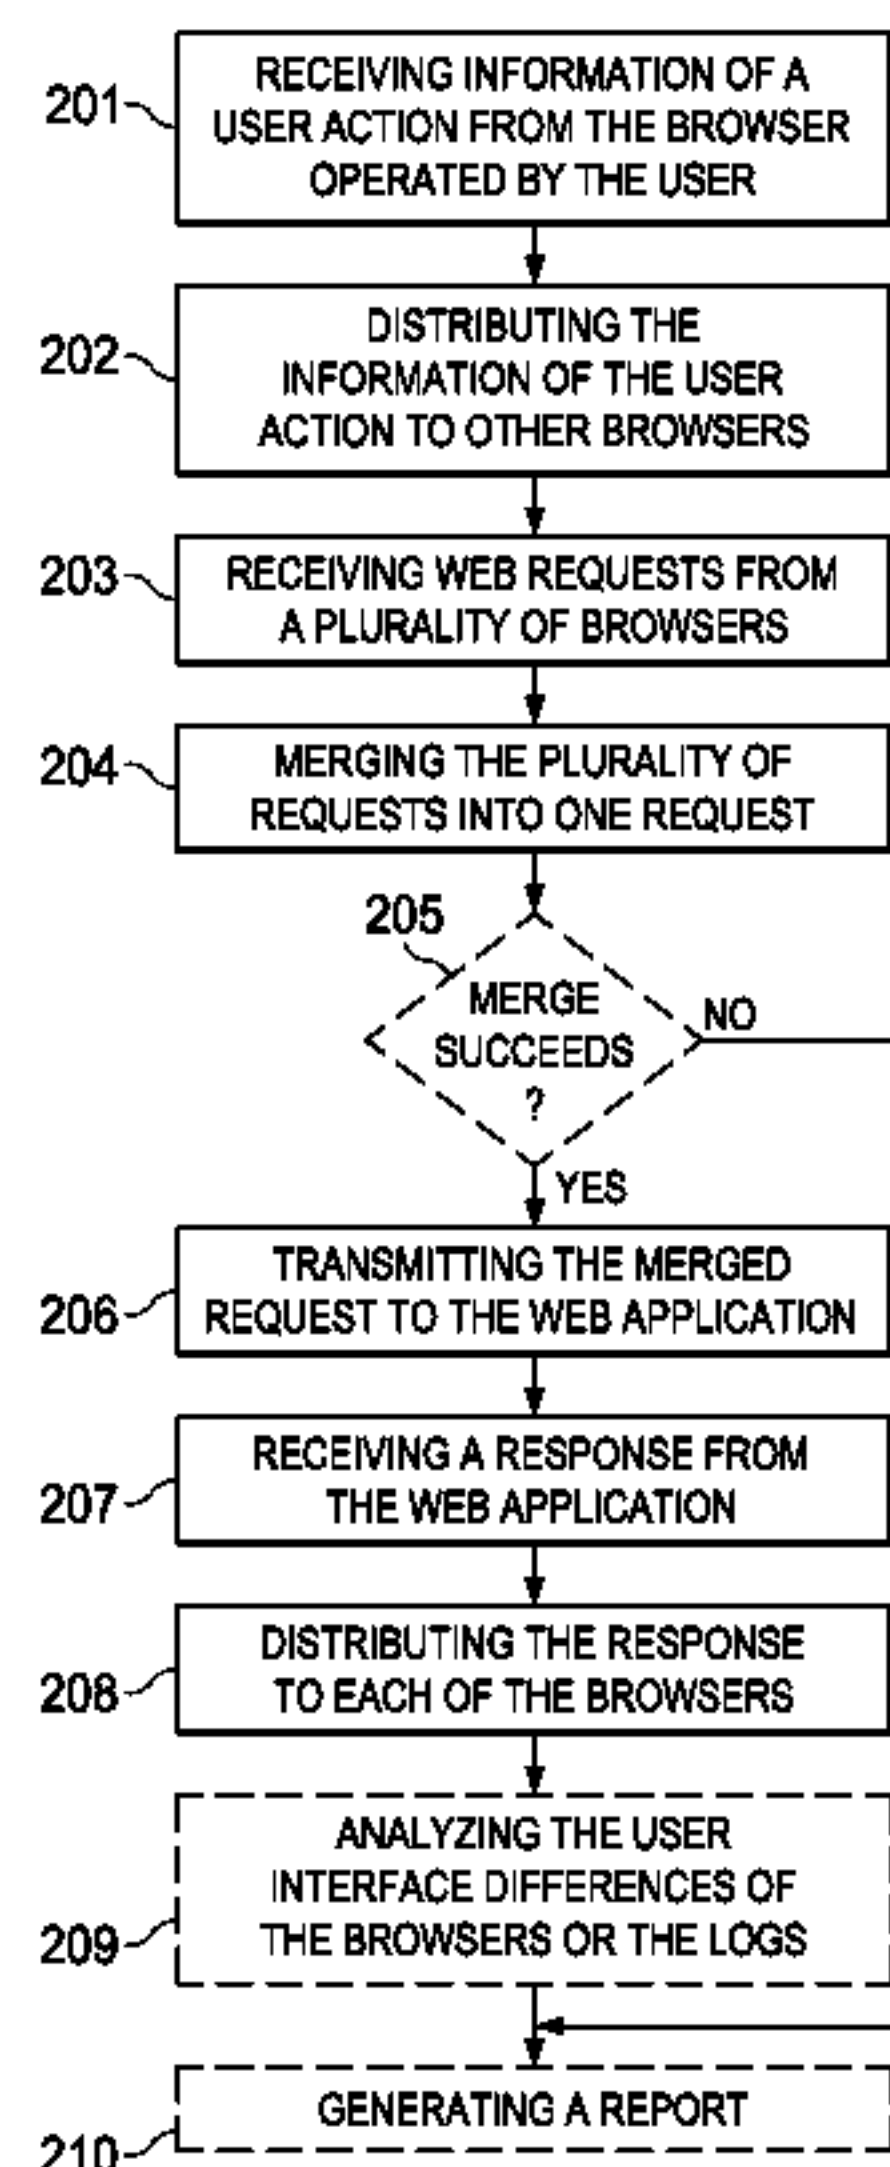 201
RECEIVING INFORMATION OF A
USER ACTION FROM THE BROWSER
OPERATED BY THE USER
202
DISTRIBUTING THE
INFORMATION OF THE USER
ACTION TO OTHER BROWSERS
203
RECEIVING WEB REQUESTS FROM
A PLURALITY OF BROWSERS
204
MERGING THE PLURALITY OF
REQUESTS INTO ONE REQUEST
205
MERGE
SUCCEEDS
?
NO
YES
206
TRANSMITTING THE MERGED
REQUEST TO THE WEB APPLICATION
207
RECEIVING A RESPONSE FROM
THE WEB APPLICATION
208
DISTRIBUTING THE RESPONSE
TO EACH OF THE BROWSERS
209
ANALYZING THE USER
INTERFACE DIFFERENCES OF
THE BROWSERS OR THE LOGS
210
GENERATING A REPORT